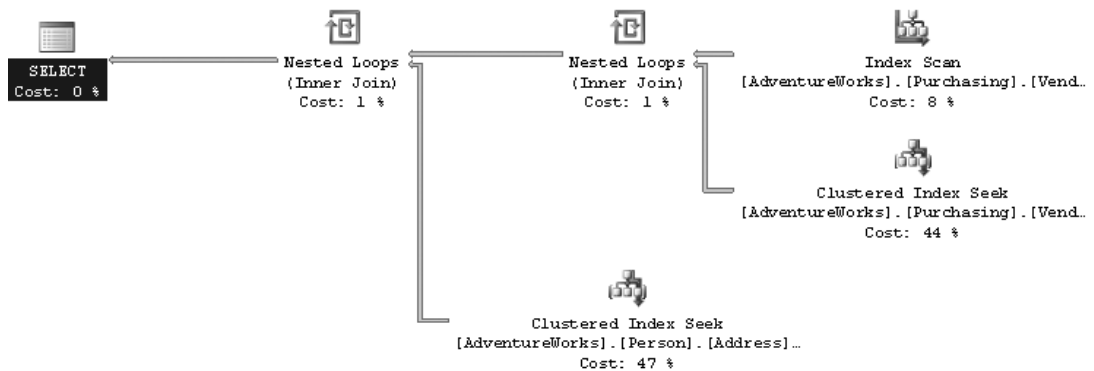 SELECT
Cost: 0 %
Nested Loops
(Inner Join)
Cost: 1 %
Nested Loops
(Inner Join)
Cost: 1 %
Index Scan
[AdventureWorks].[Purchasing].[Vend…
Cost: 8 %
Clustered Index Seek
[AdventureWorks].[Purchasing].[Vend…
Cost: 44 %
Clustered Index Seek
[AdventureWorks].[Person].[Address]…
Cost: 47 %